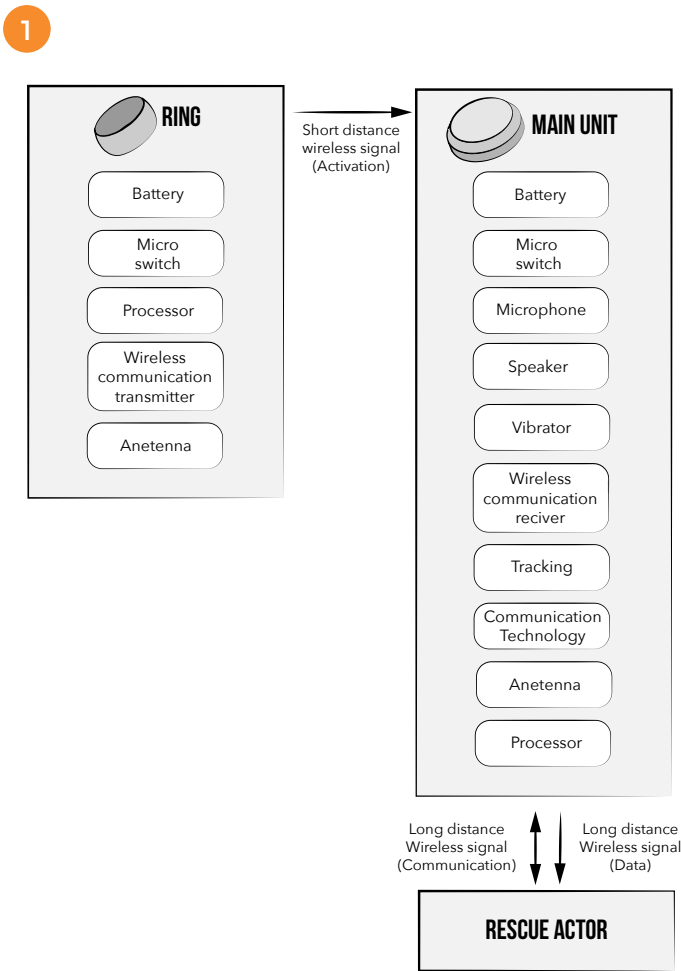 1
RING
Battery
Micro
switch
Processor
Wireless
communication
transmitter
Anetenna
Short distance
wireless signal
(Activation)
MAIN UNIT
Battery
Micro
switch
Microphone
Speaker
Vibrator
Wireless
communication
reciver
Tracking
Communication
Technology
Anetenna
Processor
Long distance
Wireless signal
(Communication)
Long distance
Wireless signal
(Data)
RESCUE ACTOR